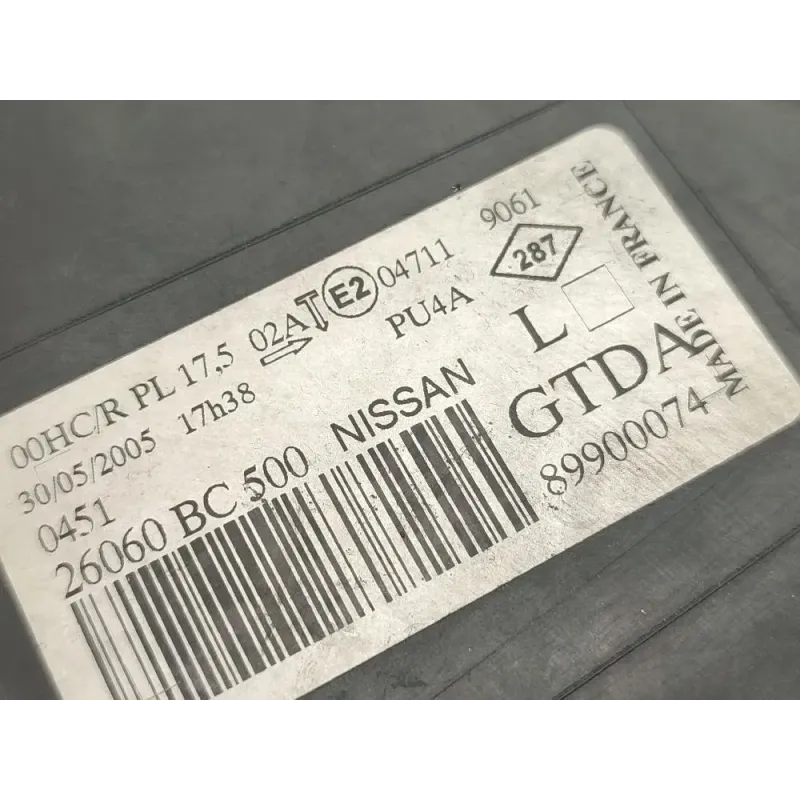 00HC/R PL 17,5 02A E2 04711 9061
30/05/2005 17h38 PU4A 287
0451
26060 BC 500 NISSAN L
GTDA
89900074
MADE IN FRANCE